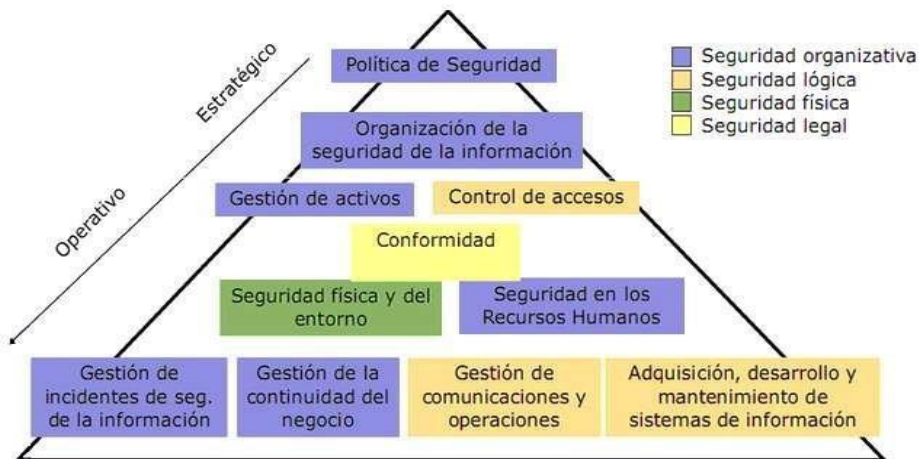 Política de Seguridad
Seguridad organizativa
Seguridad lógica
Seguridad física
Seguridad legal
Estratégico
Operativo
Organización de la
seguridad de la información
Gestión de activos
Control de accesos
Conformidad
Seguridad física y del
entorno
Seguridad en los
Recursos Humanos
Gestión de
incidentes de seg.
de la información
Gestión de la
continuidad del
negocio
Gestión de
comunicaciones y
operaciones
Adquisición, desarrollo y
mantenimiento de
sistemas de información